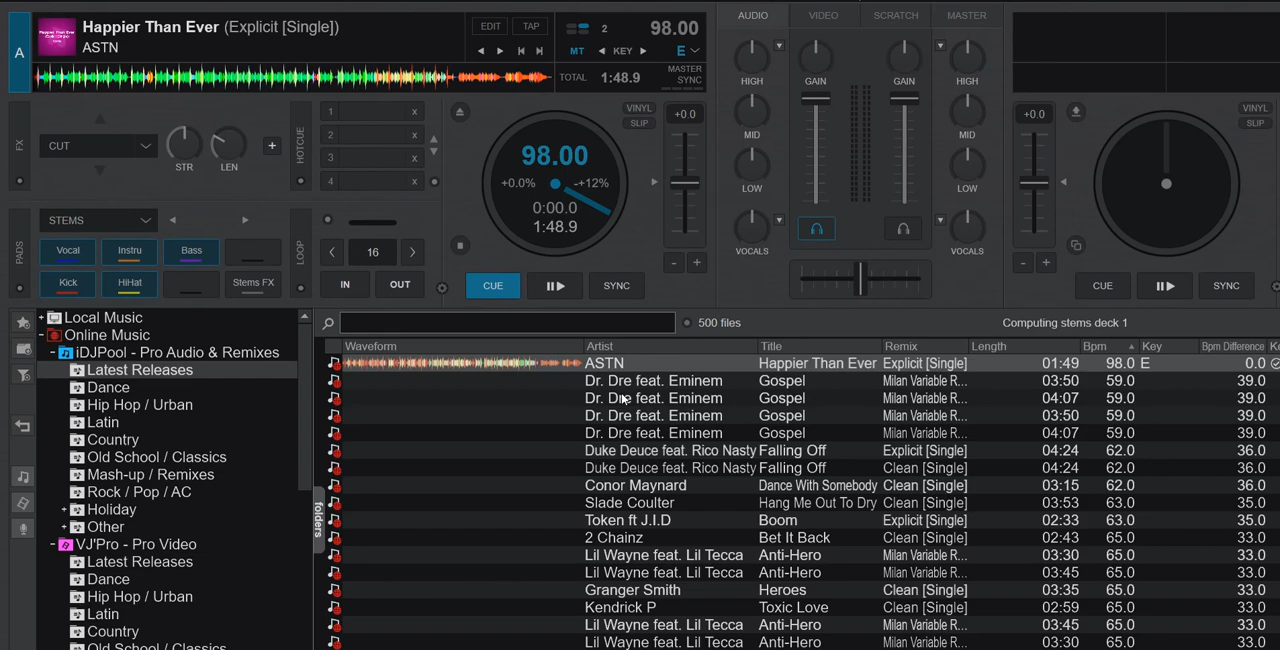 A
Happier Than Ever (Explicit [Single])
ASTN
EDIT TAP
2 98.00
MT KEY E
TOTAL 1:48.9 MASTER SYNC
AUDIO VIDEO SCRATCH MASTER
HIGH GAIN GAIN HIGH
MID MID
LOW LOW
VOCALS VOCALS
FX
CUT
STR LEN +
HOTCUE
1 x
2 x
3 x
4 x
98.00
+0.0% -+12%
0:00.0
1:48.9
VINYL
SLIP
+0.0
- +
+0.0
VINYL
SLIP
- +
PADS
STEMS
Vocal Instru Bass
Kick HiHat Stems FX
LOOP
< 16 >
IN OUT
CUE SYNC
CUE SYNC
Local Music
Online Music
iDJPool - Pro Audio & Remixes
Latest Releases
Dance
Hip Hop / Urban
Latin
Country
Old School / Classics
Mash-up / Remixes
Rock / Pop / AC
Holiday
Other
VJ'Pro - Pro Video
Latest Releases
Dance
Hip Hop / Urban
Latin
Country
Old School / Classics
folders
500 files Computing stems deck 1
Waveform Artist Title Remix Length Bpm Key Bpm Difference
ASTN Happier Than Ever Explicit [Single] 01:49 98.0 E 0.0
Dr. Dre feat. Eminem Gospel Milan Variable R... 03:50 59.0 39.0
Dr. Dre feat. Eminem Gospel Milan Variable R... 04:07 59.0 39.0
Dr. Dre feat. Eminem Gospel Milan Variable R... 03:50 59.0 39.0
Dr. Dre feat. Eminem Gospel Milan Variable R... 04:07 59.0 39.0
Duke Deuce feat. Rico Nasty Falling Off Explicit [Single] 04:24 62.0 36.0
Duke Deuce feat. Rico Nasty Falling Off Clean [Single] 04:24 62.0 36.0
Conor Maynard Dance With Somebody Clean [Single] 03:15 62.0 36.0
Slade Coulter Hang Me Out To Dry Clean [Single] 03:53 63.0 35.0
Token ft J.I.D Boom Explicit [Single] 02:33 63.0 35.0
2 Chainz Bet It Back Clean [Single] 02:43 65.0 33.0
Lil Wayne feat. Lil Tecca Anti-Hero Milan Variable R... 03:30 65.0 33.0
Lil Wayne feat. Lil Tecca Anti-Hero Milan Variable R... 03:45 65.0 33.0
Granger Smith Heroes Clean [Single] 03:35 65.0 33.0
Kendrick P Toxic Love Clean [Single] 02:59 65.0 33.0
Lil Wayne feat. Lil Tecca Anti-Hero Milan Variable R... 03:45 65.0 33.0
Lil Wayne feat. Lil Tecca Anti-Hero Milan Variable R... 03:30 65.0 33.0